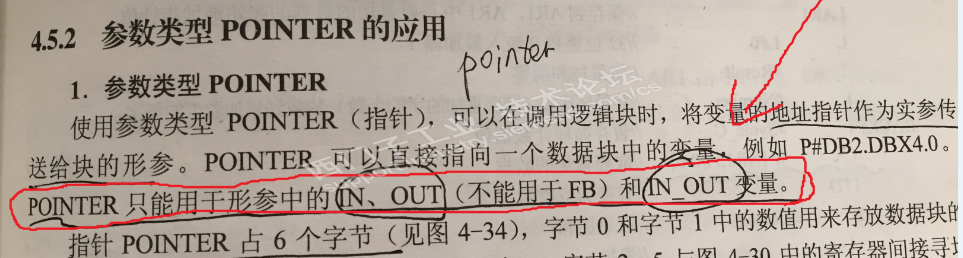 4.5.2 参数类型 POINTER 的应用
pointer
1. 参数类型 POINTER
使用参数类型 POINTER（指针），可以在调用逻辑块时，将变量的地址指针作为实参传
送给块的形参。POINTER 可以直接指向一个数据块中的变量，例如 P#DB2.DBX4.0。
POINTER 只能用于形参中的 IN、OUT（不能用于 FB）和 IN_OUT 变量。
指针 POINTER 占 6 个字节（见图 4-34），字节 0 和字节 1 中的数值用来存放数据块的